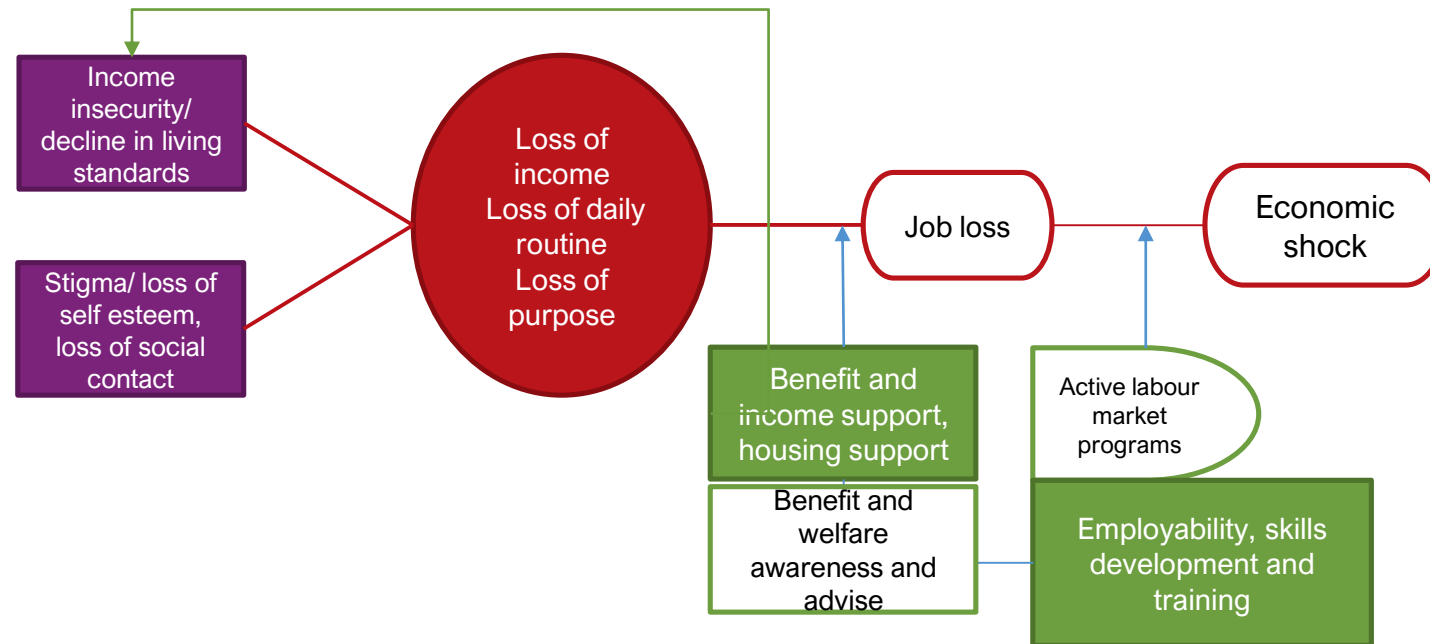 Income
insecurity/
decline in living
standards
Stigma/ loss of
self esteem,
loss of social
contact
Loss of
income
Loss of daily
routine
Loss of
purpose
Job loss
Economic
shock
Benefit and
income support,
housing support
Active labour
market
programs
Benefit and
welfare
awareness and
advise
Employability, skills
development and
training